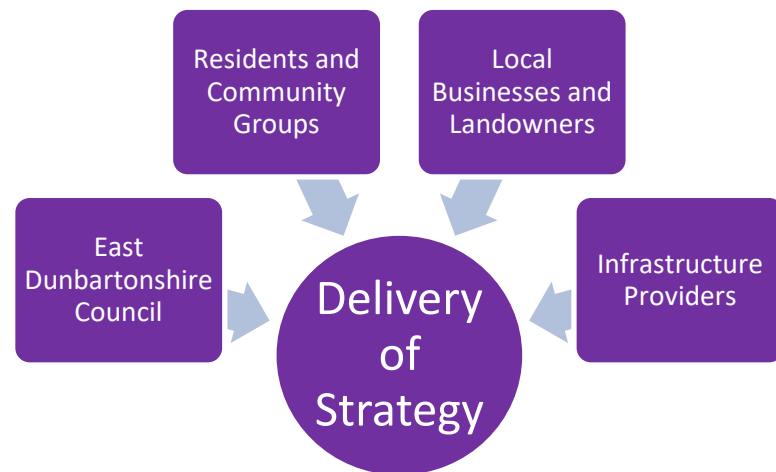 Residents and
Community
Groups
Local
Businesses and
Landowners
East
Dunbartonshire
Council
Infrastructure
Providers
Delivery
of
Strategy